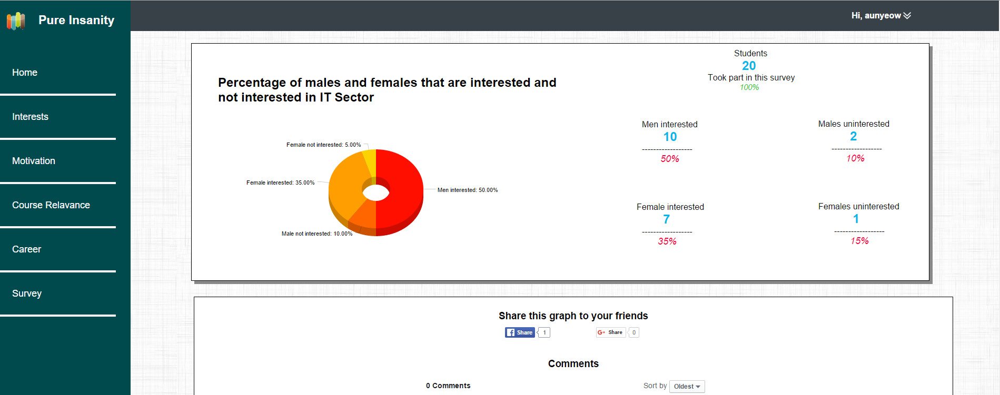 Pure Insanity
Hi, aunyeow
Home
Interests
Motivation
Course Relavance
Career
Survey
Percentage of males and females that are interested and
not interested in IT Sector
Female not interested: 5.00%
Female interested: 35.00%
Men interested: 50.00%
Male not interested: 10.00%
Students
20
Took part in this survey
100%
Men interested
10
------------------
50%
Males uninterested
2
------------------
10%
Female interested
7
------------------
35%
Females uninterested
1
------------------
15%
Share this graph to your friends
Share 1
G+ Share 0
Comments
0 Comments
Sort by Oldest